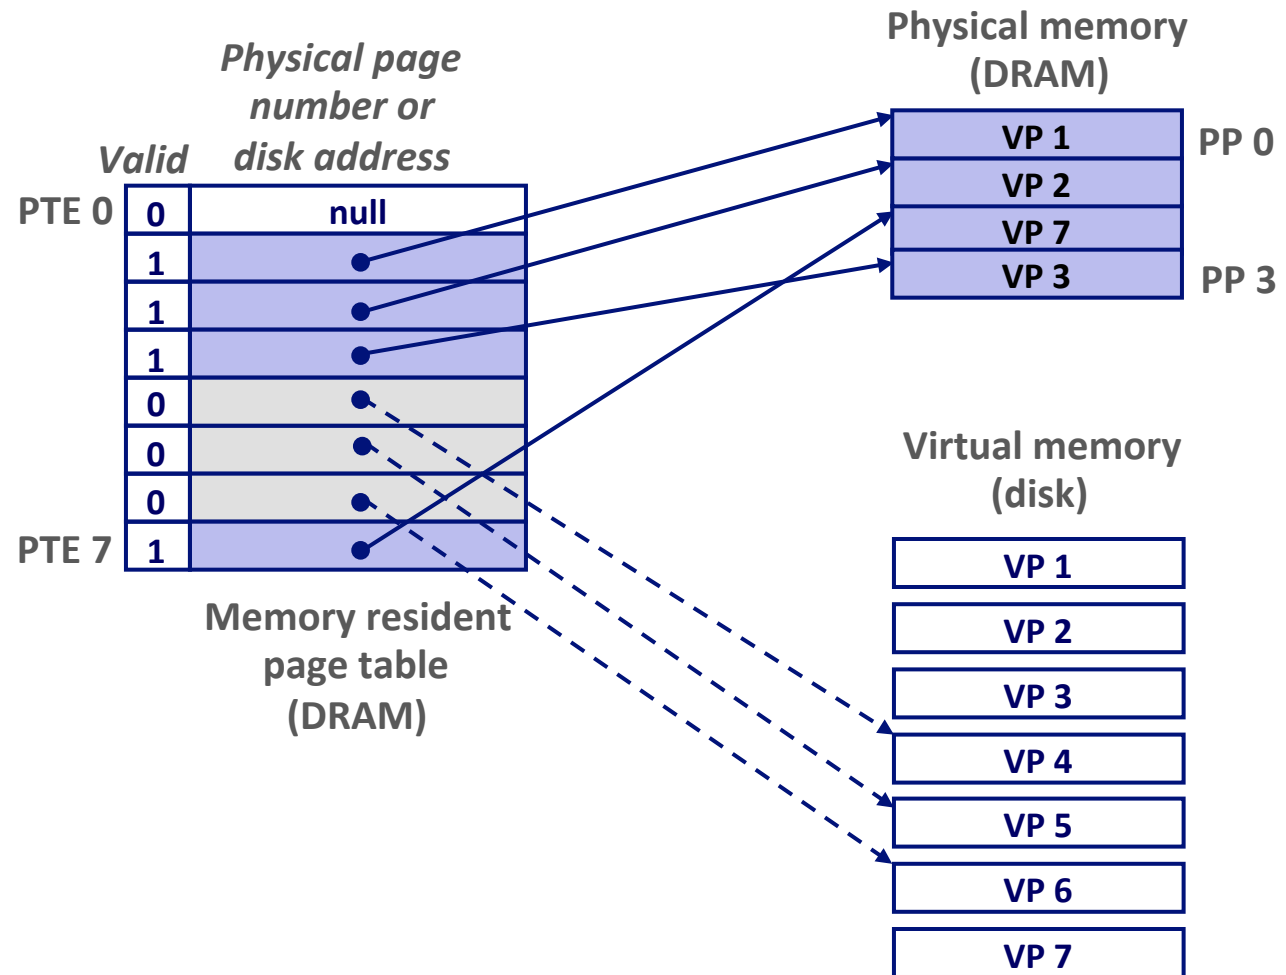 Physical memory
(DRAM)
Physical page
number or
disk address
Valid
VP 1
PP 0
VP 2
VP 7
VP 3
PP 3
PTE 0
0
null
1
1
1
0
0
0
PTE 7
1
Memory resident
page table
(DRAM)
Virtual memory
(disk)
VP 1
VP 2
VP 3
VP 4
VP 5
VP 6
VP 7